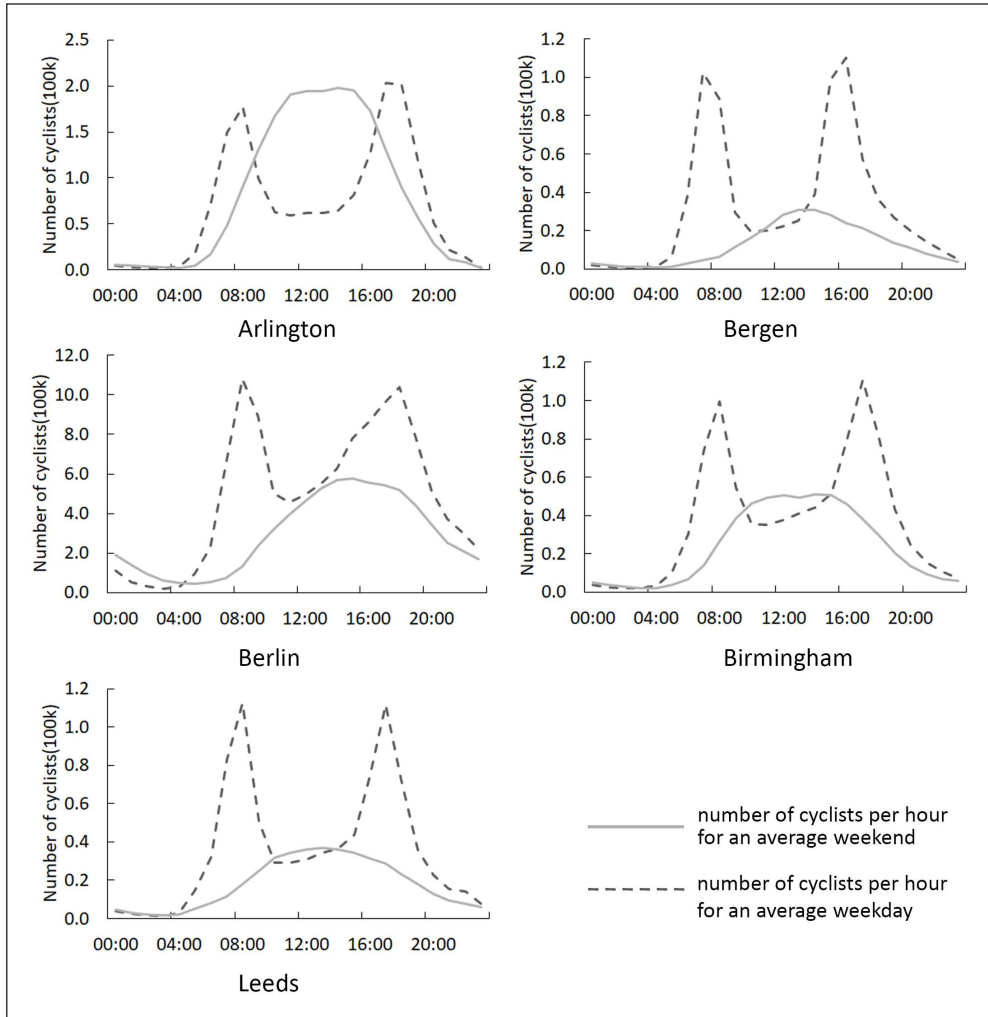 Number of cyclists(100k)
2.5
2.0
1.5
1.0
0.5
0.0
00:00 04:00 08:00 12:00 16:00 20:00
Arlington
Number of cyclists(100k)
1.2
1.0
0.8
0.6
0.4
0.2
0.0
00:00 04:00 08:00 12:00 16:00 20:00
Bergen
Number of cyclists(100k)
12.0
10.0
8.0
6.0
4.0
2.0
0.0
00:00 04:00 08:00 12:00 16:00 20:00
Berlin
Number of cyclists(100k)
1.2
1.0
0.8
0.6
0.4
0.2
0.0
00:00 04:00 08:00 12:00 16:00 20:00
Birmingham
Number of cyclists(100k)
1.2
1.0
0.8
0.6
0.4
0.2
0.0
00:00 04:00 08:00 12:00 16:00 20:00
Leeds
number of cyclists per hour
for an average weekend
number of cyclists per hour
for an average weekday